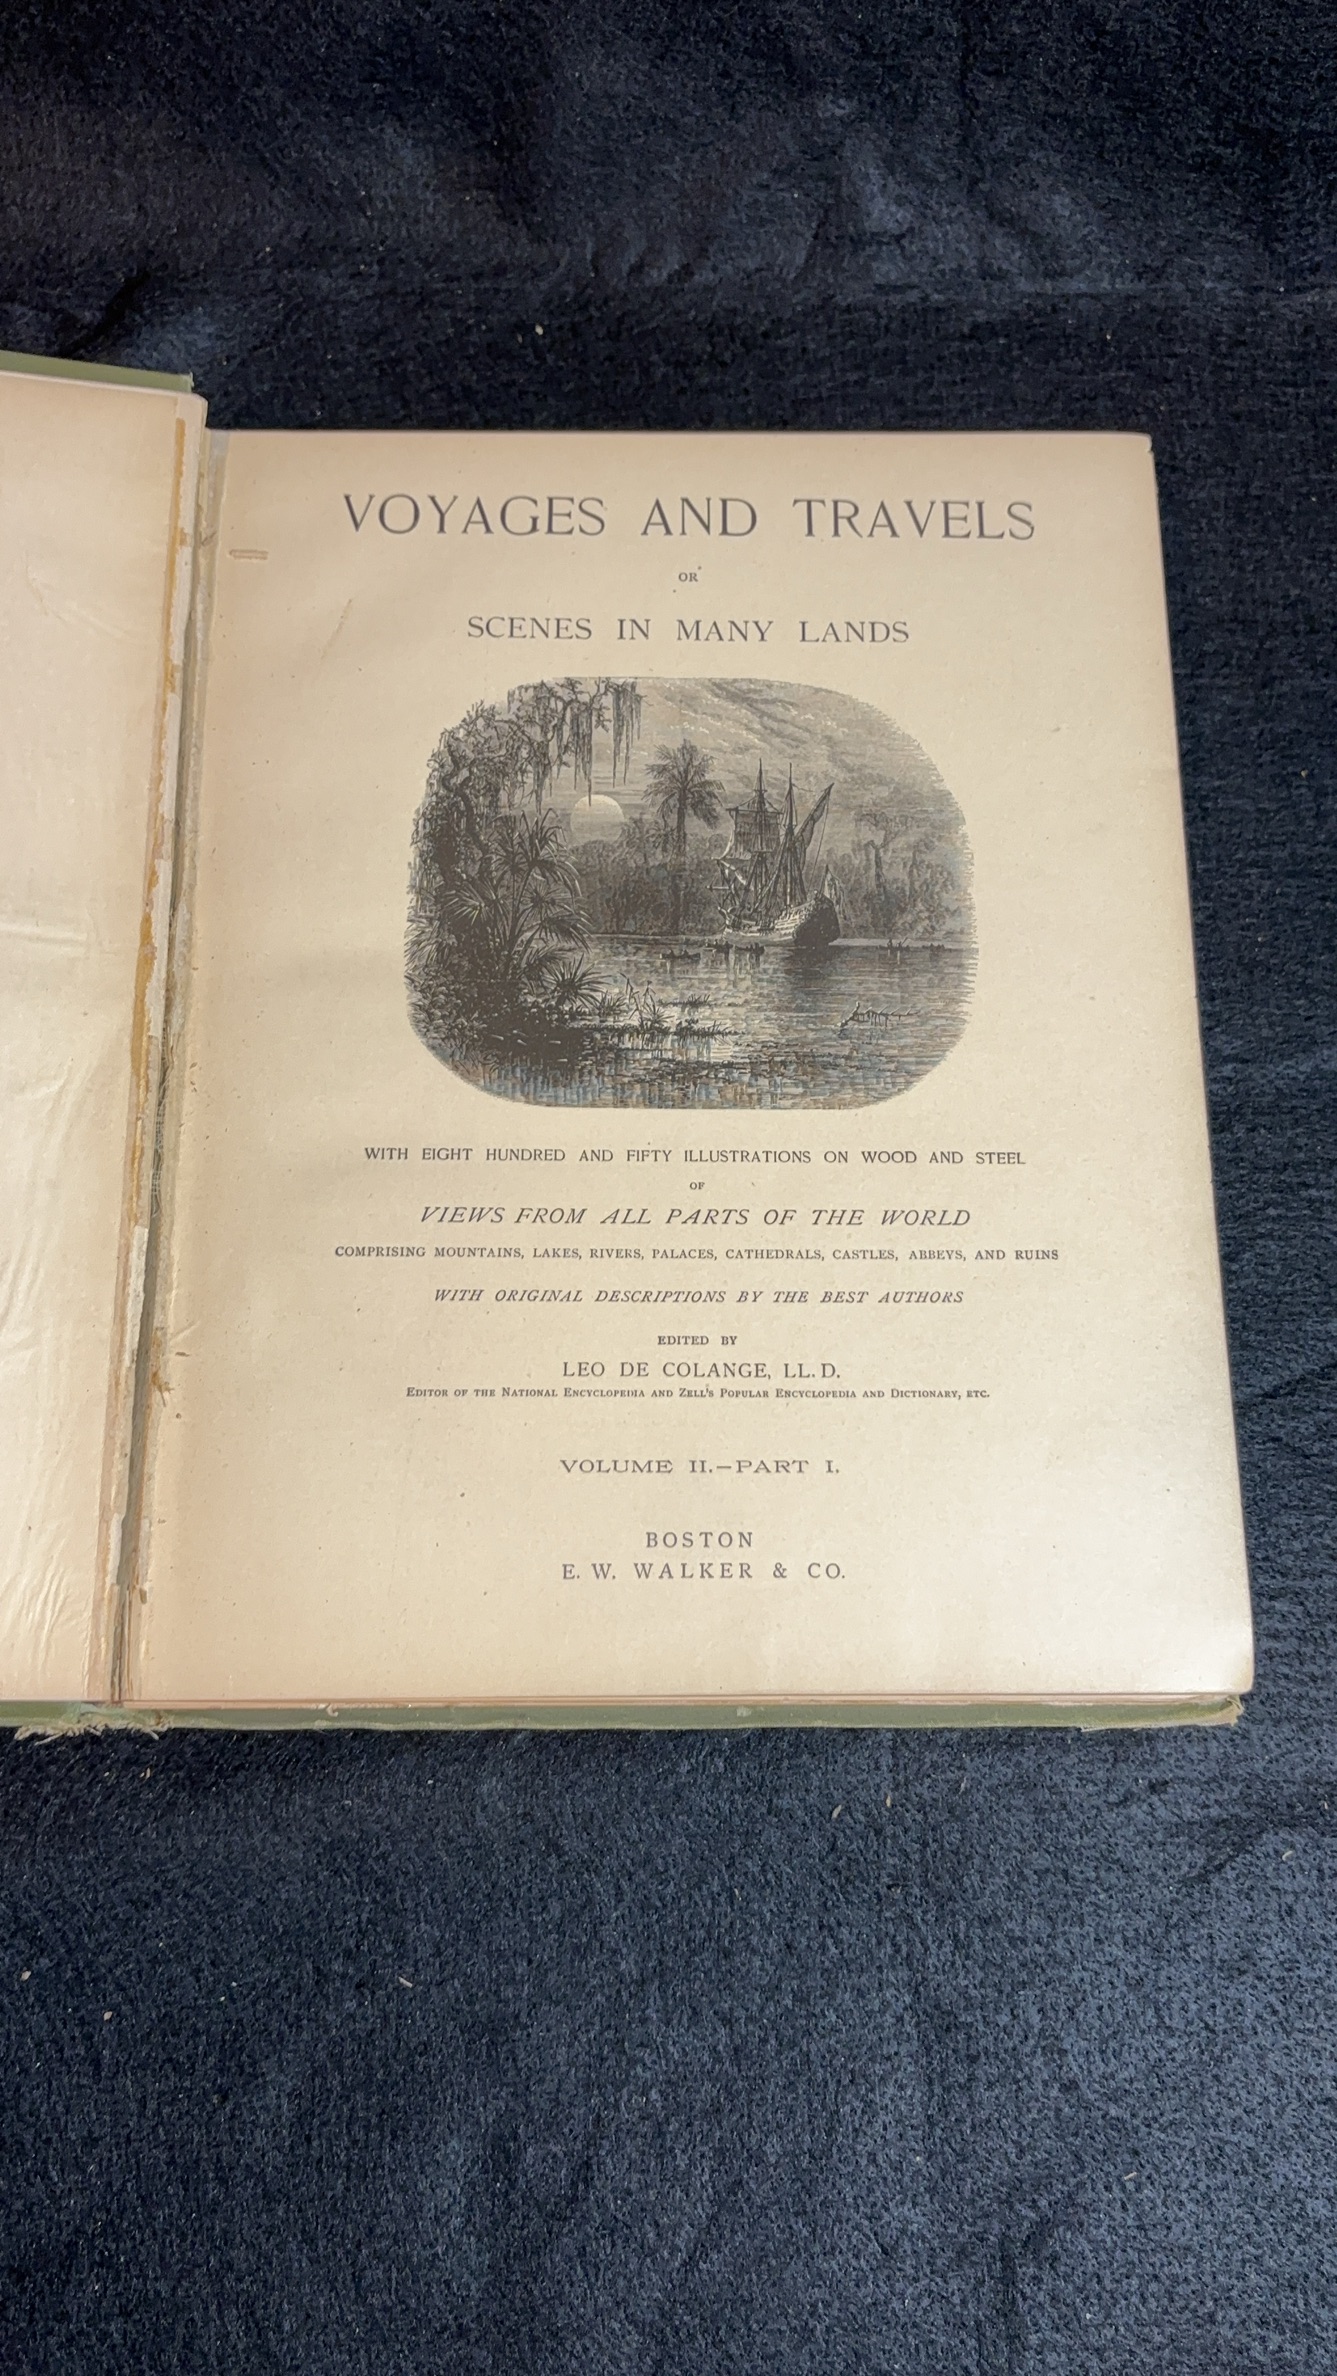 VOYAGES AND TRAVELS
OR
SCENES IN MANY LANDS
WITH EIGHT HUNDRED AND FIFTY ILLUSTRATIONS ON WOOD AND STEEL
OF
VIEWS FROM ALL PARTS OF THE WORLD
COMPRISING MOUNTAINS, LAKES, RIVERS, PALACES, CATHEDRALS, CASTLES, ABBEYS, AND RUINS
WITH ORIGINAL DESCRIPTIONS BY THE BEST AUTHORS
EDITED BY
LEO DE COLANGE, LL. D.
EDITOR OF THE NATIONAL ENCYCLOPEDIA AND ZELL'S POPULAR ENCYCLOPEDIA AND DICTIONARY, ETC.
VOLUME II.—PART I.
BOSTON
E. W. WALKER & CO.